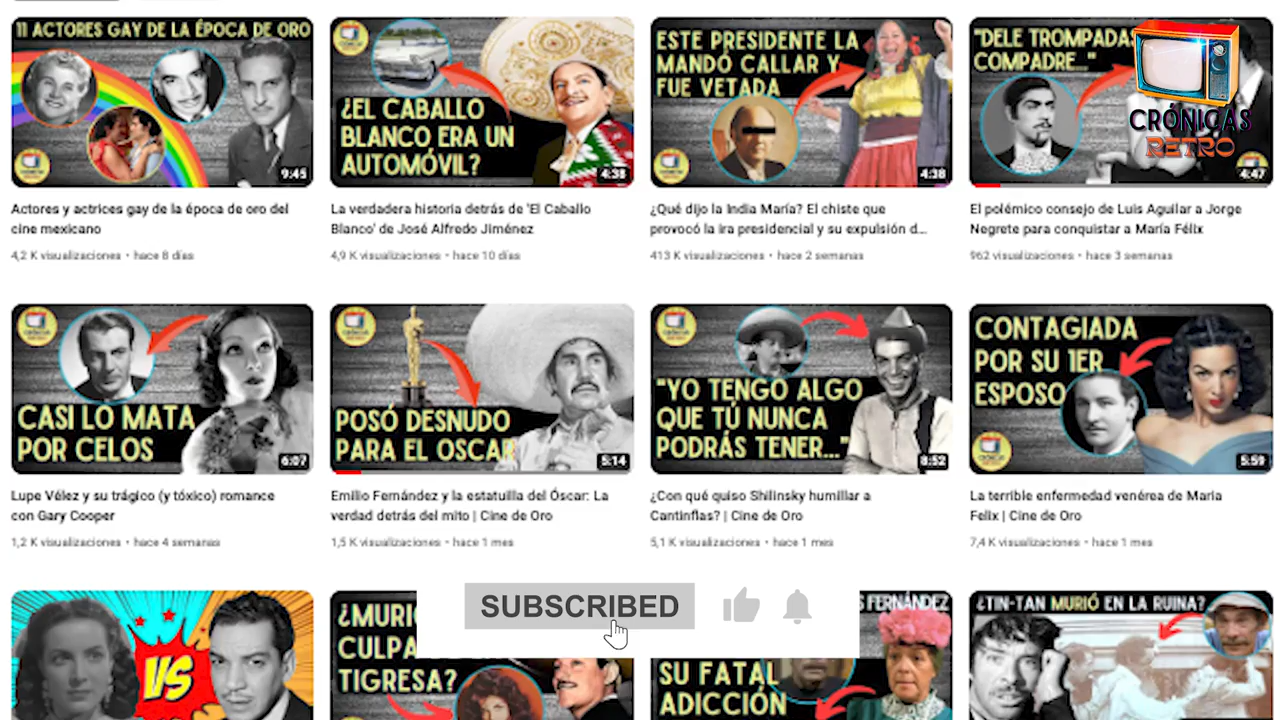 11 ACTORES GAY DE LA ÉPOCA DE ORO
9:45
¿EL CABALLO
BLANCO ERA UN
AUTOMÓVIL?
4:38
ESTE PRESIDENTE LA
MANDÓ CALLAR Y
FUE VETADA
4:38
"DELE TROMPADAS
COMPADRE..."
CRÓNICAS
RETRO
4:47
Actores y actrices gay de la época de oro del
cine mexicano
4,2 K visualizaciones • hace 8 días
La verdadera historia detrás de 'El Caballo
Blanco' de José Alfredo Jiménez
4,9 K visualizaciones • hace 10 días
¿Qué dijo la India María? El chiste que
provocó la ira presidencial y su expulsión d...
413 K visualizaciones • hace 2 semanas
El polémico consejo de Luis Aguilar a Jorge
Negrete para conquistar a María Félix
962 visualizaciones • hace 3 semanas
CASI LO MATA
POR CELOS
6:07
POSÓ DESNUDO
PARA EL OSCAR
5:14
"YO TENGO ALGO
QUE TÚ NUNCA
PODRÁS TENER..."
8:52
CONTAGIADA
POR SU 1ER
ESPOSO
5:59
Lupe Vélez y su trágico (y tóxico) romance
con Gary Cooper
1,2 K visualizaciones • hace 4 semanas
Emilio Fernández y la estatuilla del Óscar: La
verdad detrás del mito | Cine de Oro
1,5 K visualizaciones • hace 1 mes
¿Con qué quiso Shilinsky humillar a
Cantinflas? | Cine de Oro
5,1 K visualizaciones • hace 1 mes
La terrible enfermedad venérea de Maria
Felix | Cine de Oro
7,4 K visualizaciones • hace 1 mes
VS
¿MURIÓ
CULPA
TIGRESA?
SUBSCRIBED
FERNÁNDEZ
SU FATAL
ADICCIÓN
¿TIN-TAN MURIÓ EN LA RUINA?